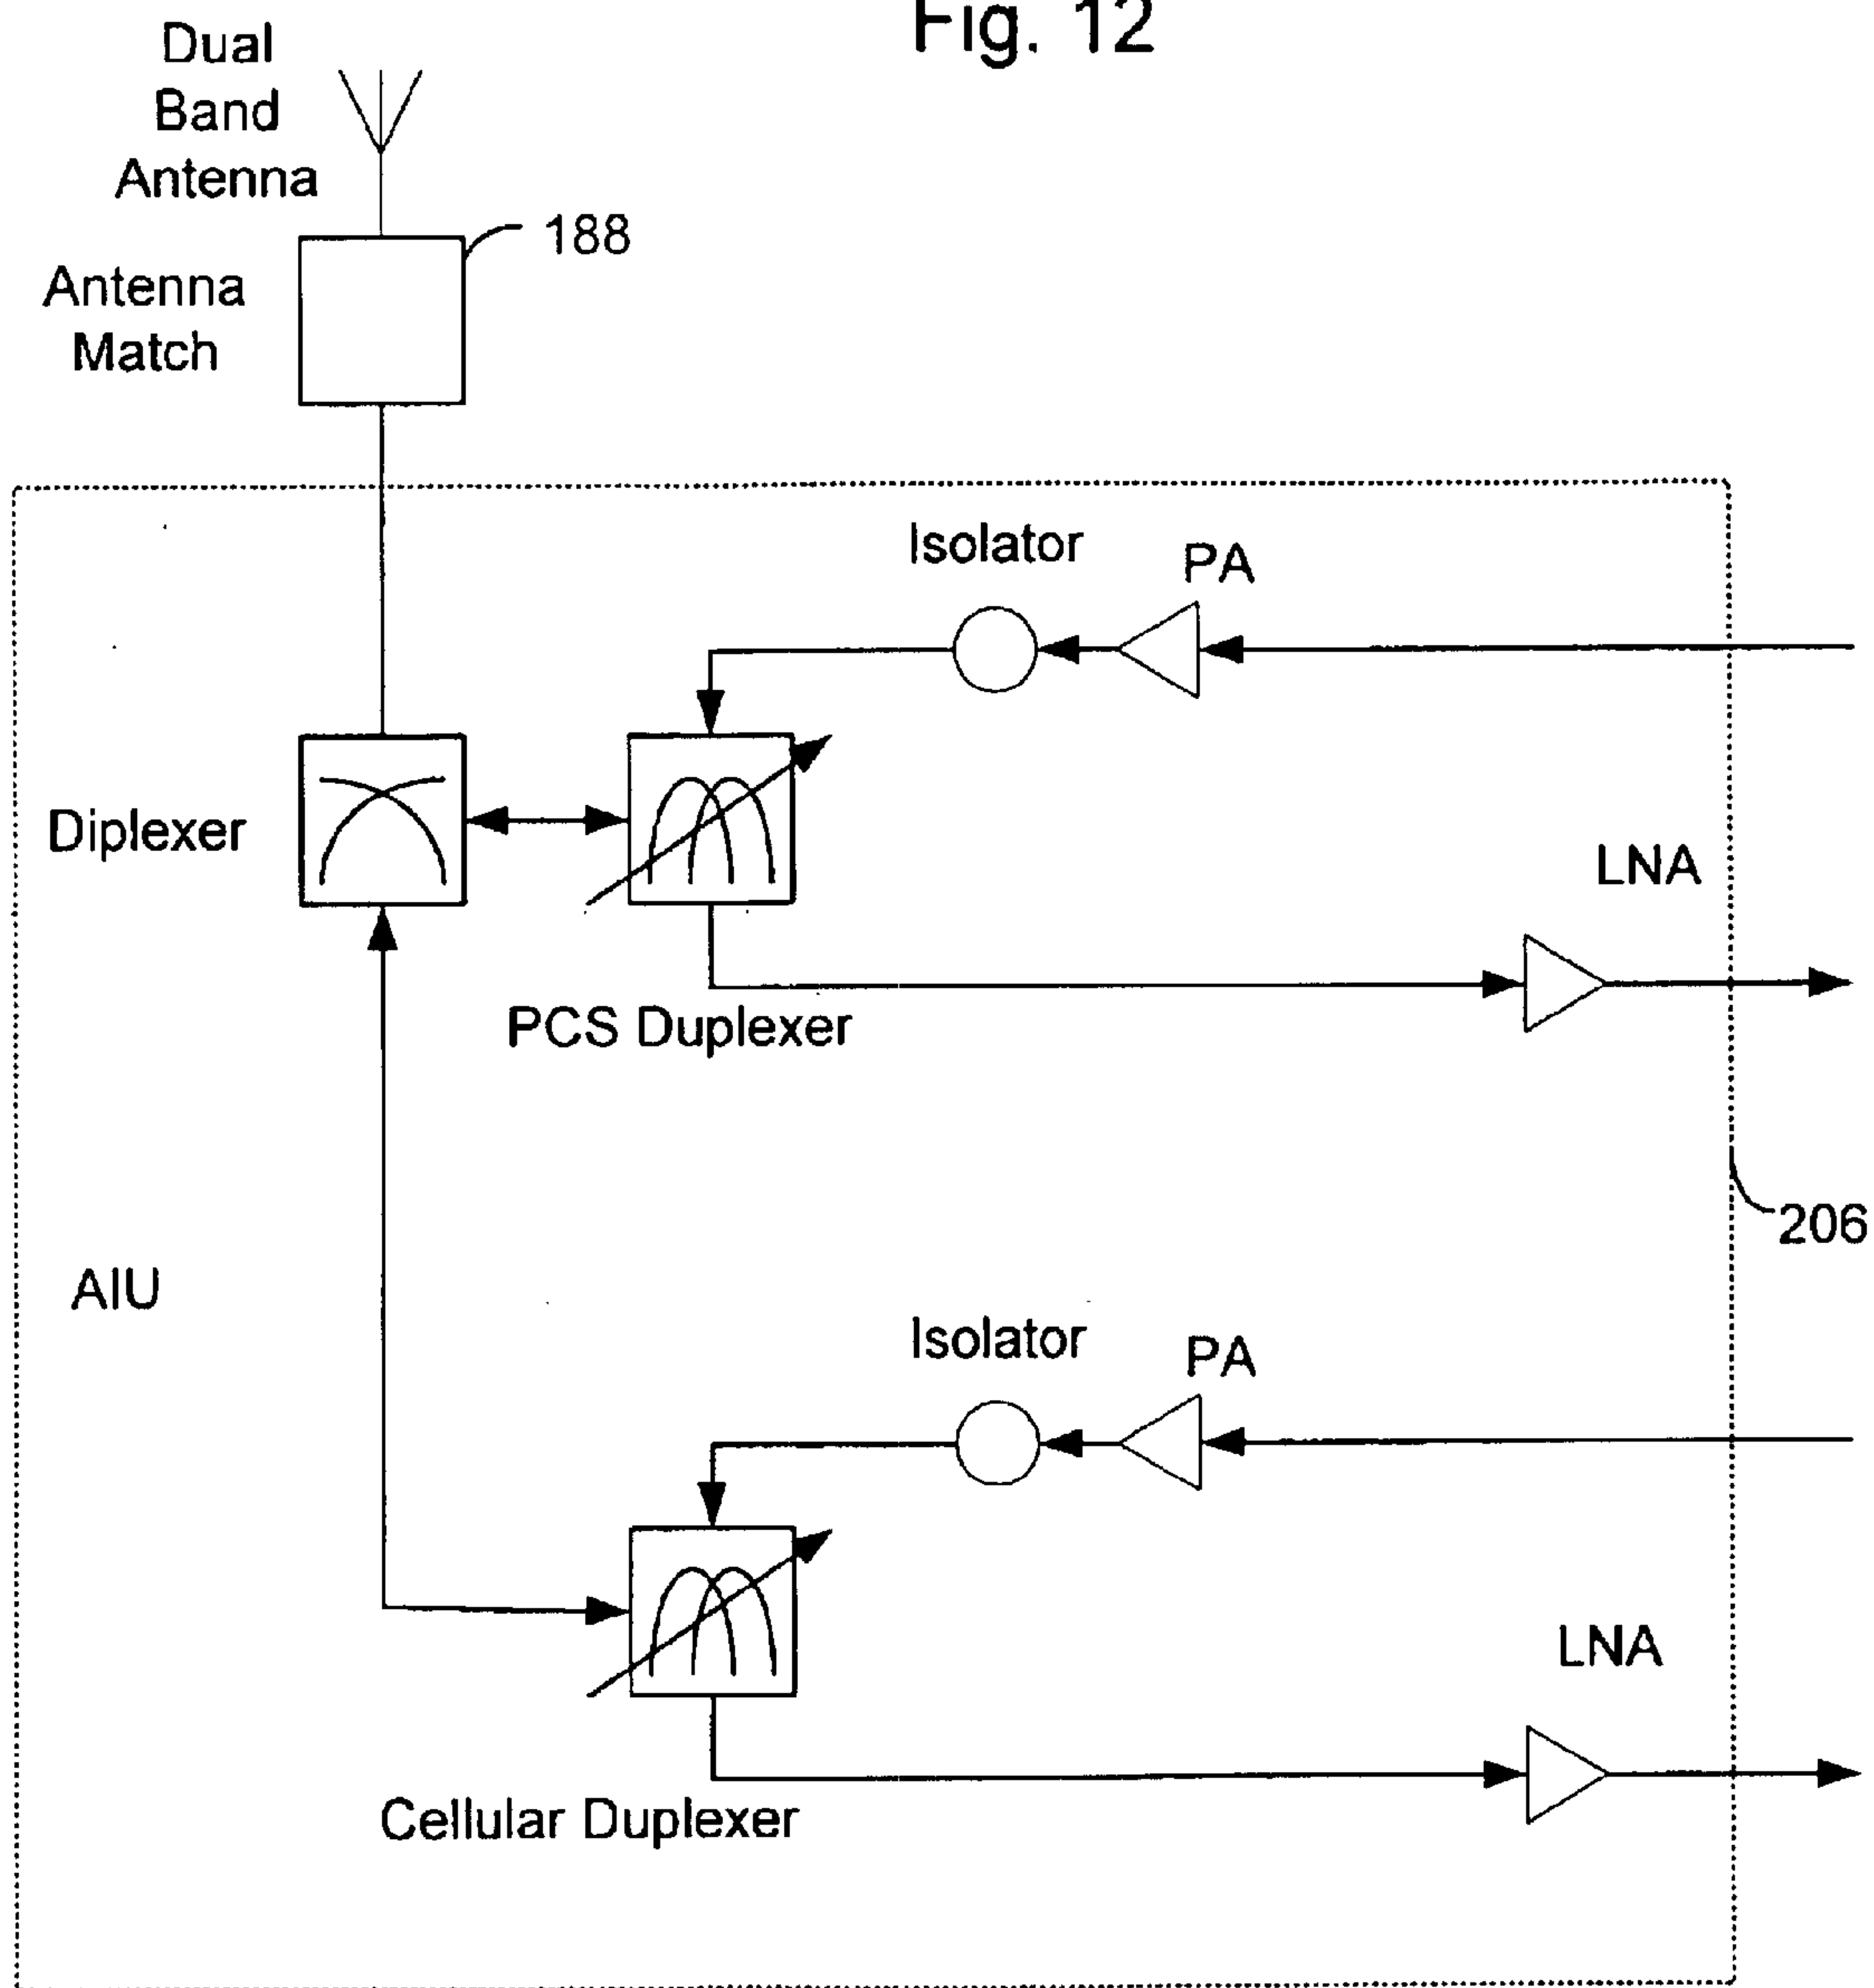 Fig. 12
Dual
Band
Antenna
188
Antenna
Match
Isolator
PA
Diplexer
LNA
PCS Duplexer
206
AIU
Isolator
PA
LNA
Cellular Duplexer